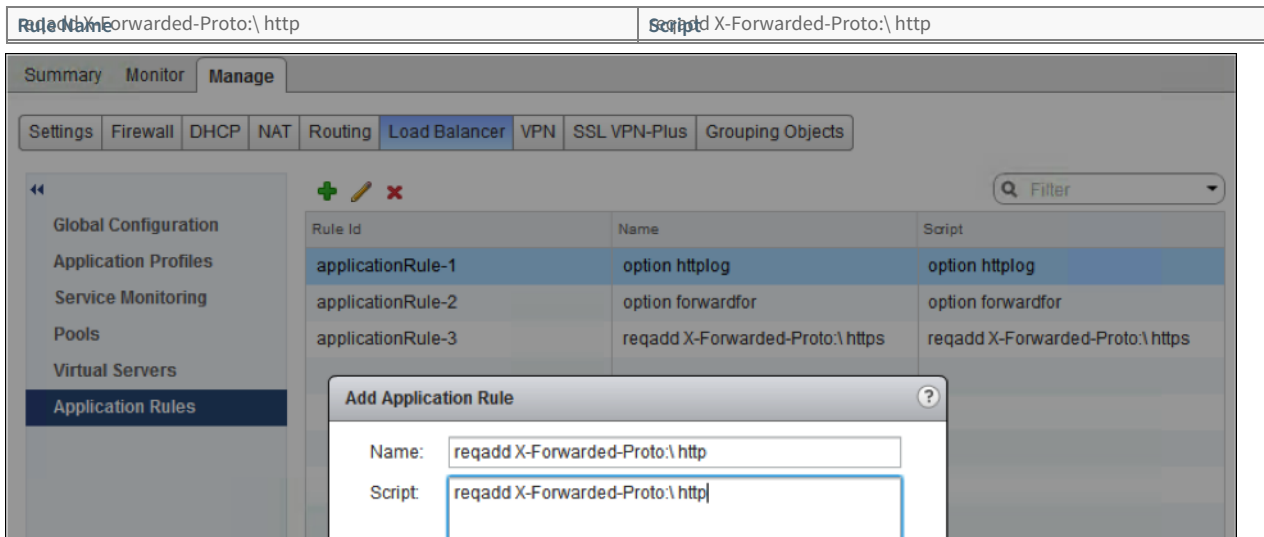 Rule Name Script
reqadd X-Forwarded-Proto:\ http reqadd X-Forwarded-Proto:\ http
Summary Monitor Manage
Settings Firewall DHCP NAT Routing Load Balancer VPN SSL VPN-Plus Grouping Objects
Filter
Global Configuration
Application Profiles
Service Monitoring
Pools
Virtual Servers
Application Rules
Rule Id Name Script
applicationRule-1 option httplog option httplog
applicationRule-2 option forwardfor option forwardfor
applicationRule-3 reqadd X-Forwarded-Proto:\ https reqadd X-Forwarded-Proto:\ https
Add Application Rule ?
Name: reqadd X-Forwarded-Proto:\ http
Script: reqadd X-Forwarded-Proto:\ http